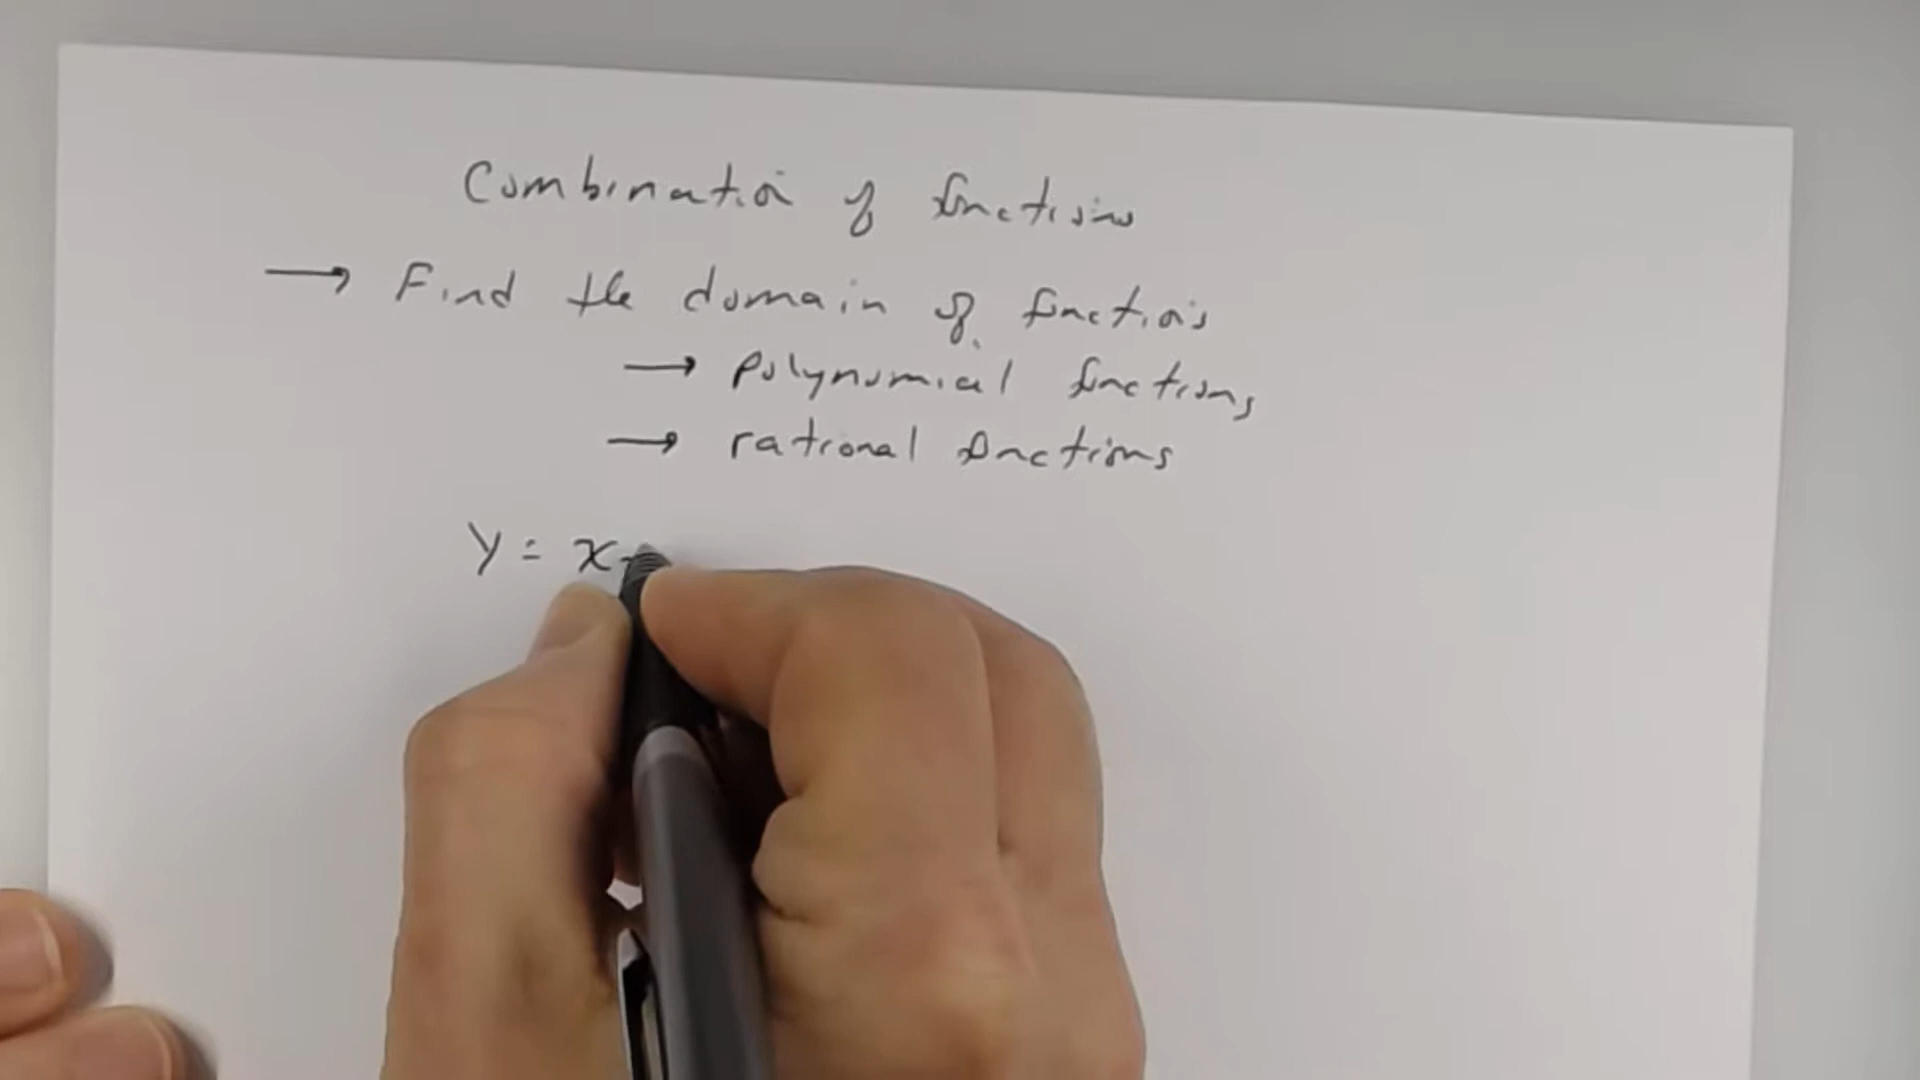 Combination of functions
→ Find the domain of functions
→ polynomial functions
→ rational functions
y = x